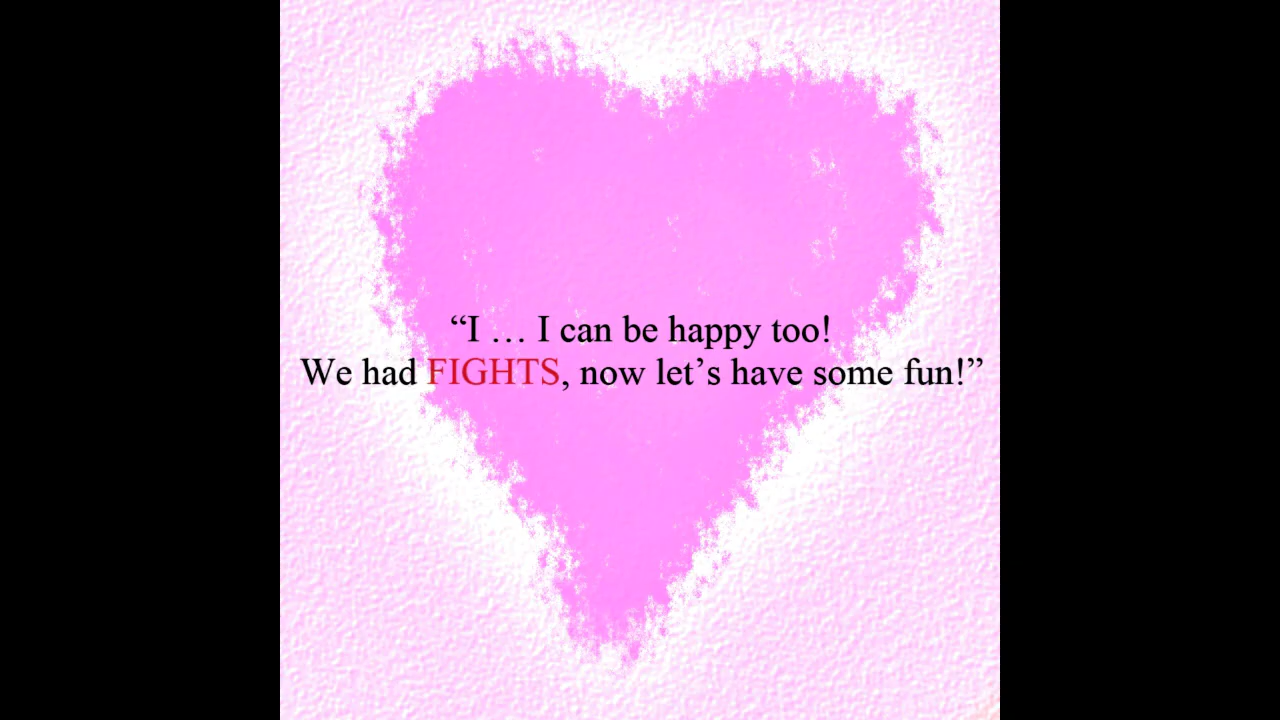 “I … I can be happy too!
We had FIGHTS, now let’s have some fun!”